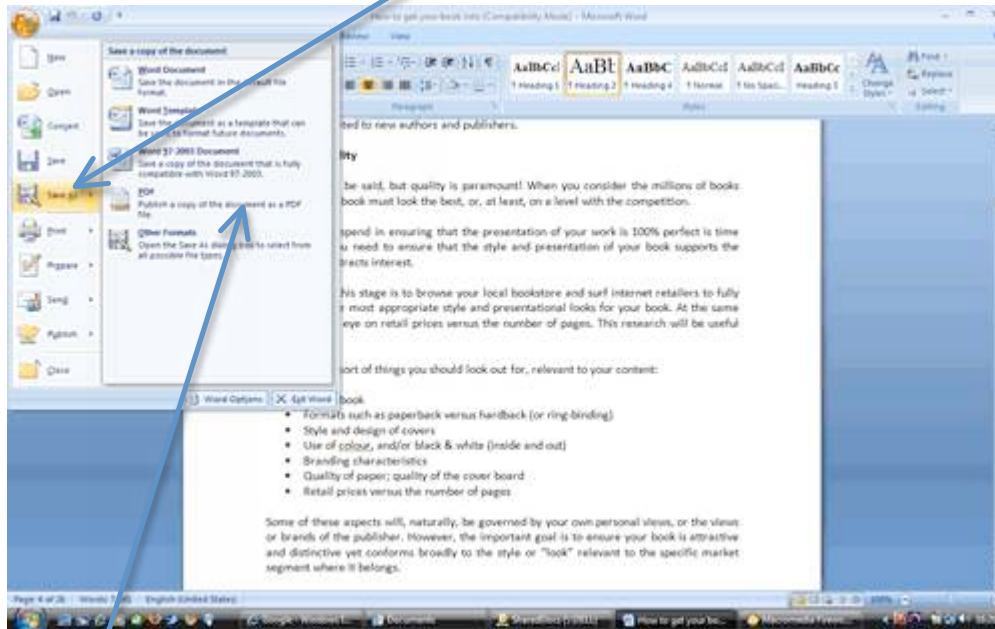 How to get your book into (Compatibility Mode) - Microsoft Word
View
New
Open
Convert
Save
Save As
Print
Prepare
Send
Publish
Close
Save a copy of the document
Word Document
Save the document in the default file
format.
Word Template
Save the document as a template that can
be used to format future documents.
Word 97-2003 Document
Save a copy of the document that is fully
compatible with Word 97-2003.
PDF
Publish a copy of the document as a PDF
file.
Other Formats
Open the Save As dialog box to select from
all possible file types.
Word Options
Exit Word
AaBbCcI AaBb AaBbC AaBbCcI AaBbCcI AaBbCc
Heading 1 Heading 2 Heading 4 Normal No Spac... Heading 5
Change
Styles
Find
Replace
Select
Paragraph
Styles
Editing
ted to new authors and publishers.
lity
be said, but quality is paramount! When you consider the millions of books
book must look the best, or, at least, on a level with the competition.
spend in ensuring that the presentation of your work is 100% perfect is time
u need to ensure that the style and presentation of your book supports the
tracts interest.
his stage is to browse your local bookstore and surf internet retailers to fully
most appropriate style and presentational looks for your book. At the same
eye on retail prices versus the number of pages. This research will be useful
sort of things you should look out for, relevant to your content:
book
• Formats such as paperback versus hardback (or ring-binding)
• Style and design of covers
• Use of colour, and/or black & white (inside and out)
• Branding characteristics
• Quality of paper; quality of the cover board
• Retail prices versus the number of pages
Some of these aspects will, naturally, be governed by your own personal views, or the views
or brands of the publisher. However, the important goal is to ensure your book is attractive
and distinctive yet conforms broadly to the style or "look" relevant to the specific market
segment where it belongs.
Page 4 of 26
English (United States)
100%
Documents
How to get your bo...